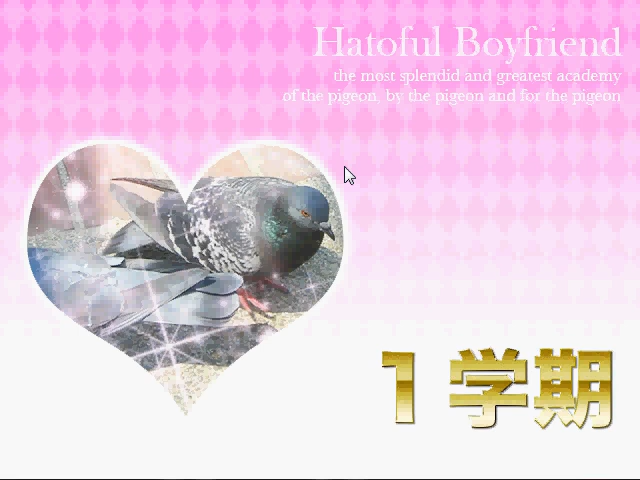 Hatoful Boyfriend
the most splendid and greatest academy
of the pigeon, by the pigeon and for the pigeon
1学期